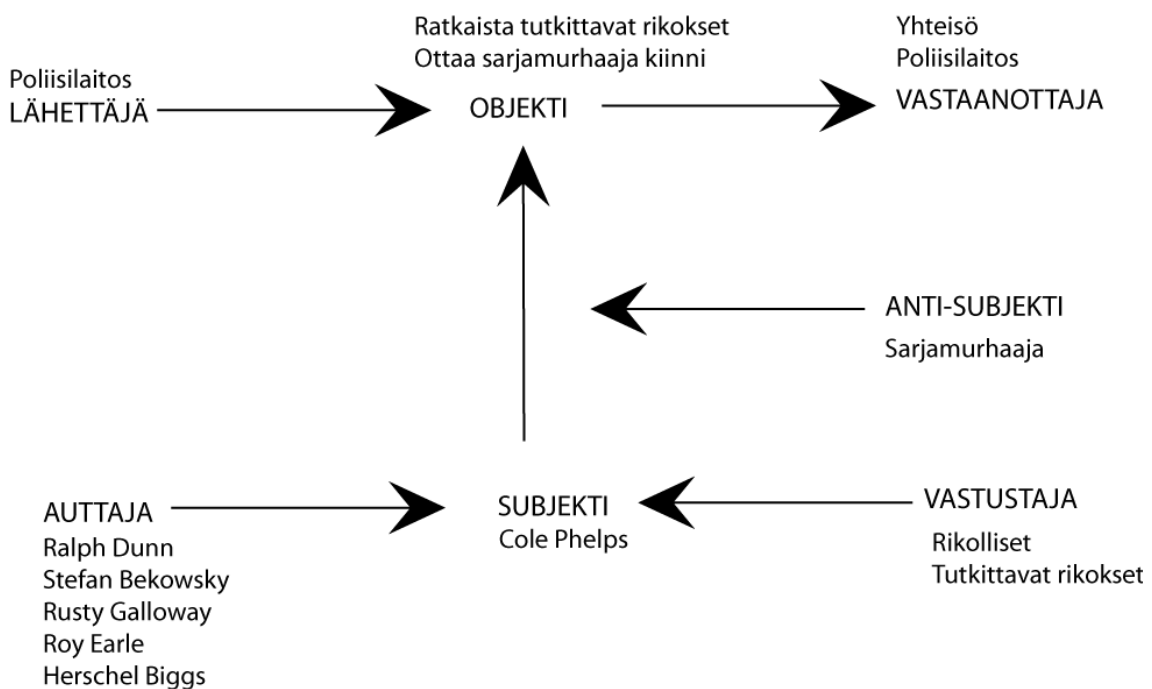 Poliisilaitos
LÄHETTÄJÄ
Ratkaista tutkittavat rikokset
Ottaa sarjamurhaaja kiinni
OBJEKTI
Yhteisö
Poliisilaitos
VASTAANOTTAJA
ANTI-SUBJEKTI
Sarjamurhaaja
AUTTAJA
Ralph Dunn
Stefan Bekowsky
Rusty Galloway
Roy Earle
Herschel Biggs
SUBJEKTI
Cole Phelps
VASTUSTAJA
Rikolliset
Tutkittavat rikokset